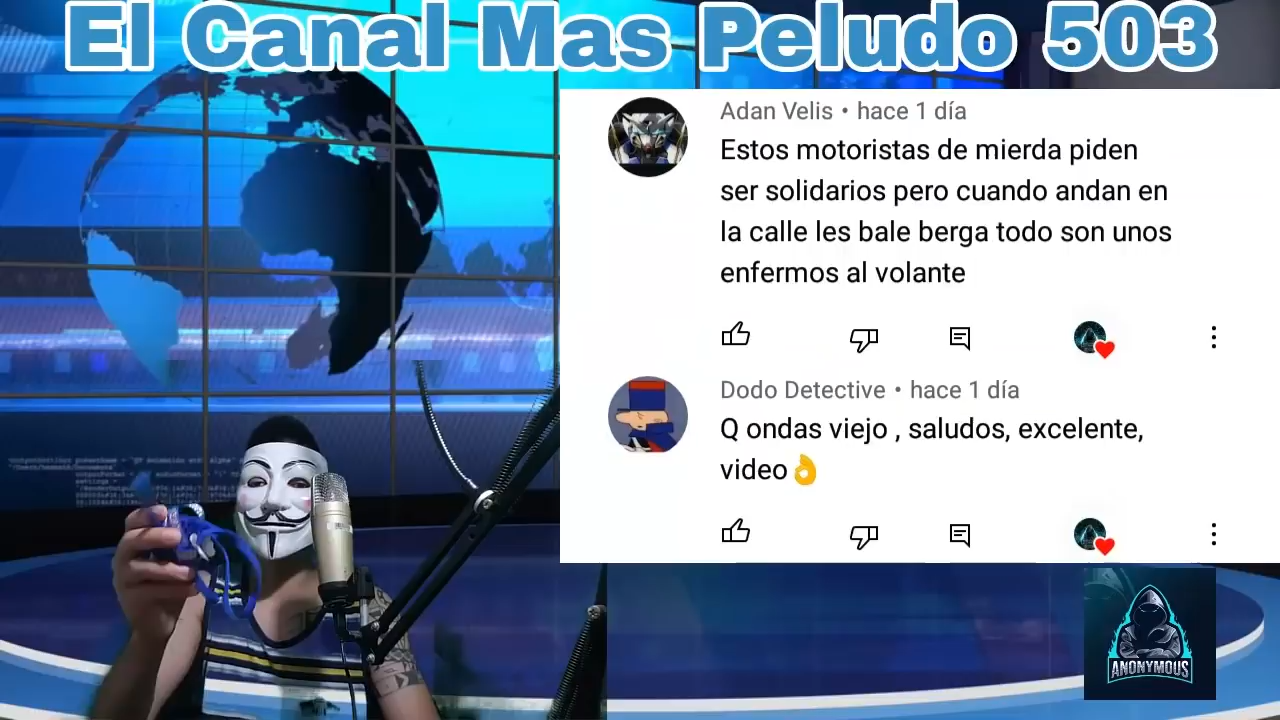 El Canal Mas Peludo 503
Adan Velis • hace 1 día
Estos motoristas de mierda piden
ser solidarios pero cuando andan en
la calle les bale berga todo son unos
enfermos al volante
Dodo Detective • hace 1 día
Q ondas viejo , saludos, excelente,
video👌
ANONYMOUS